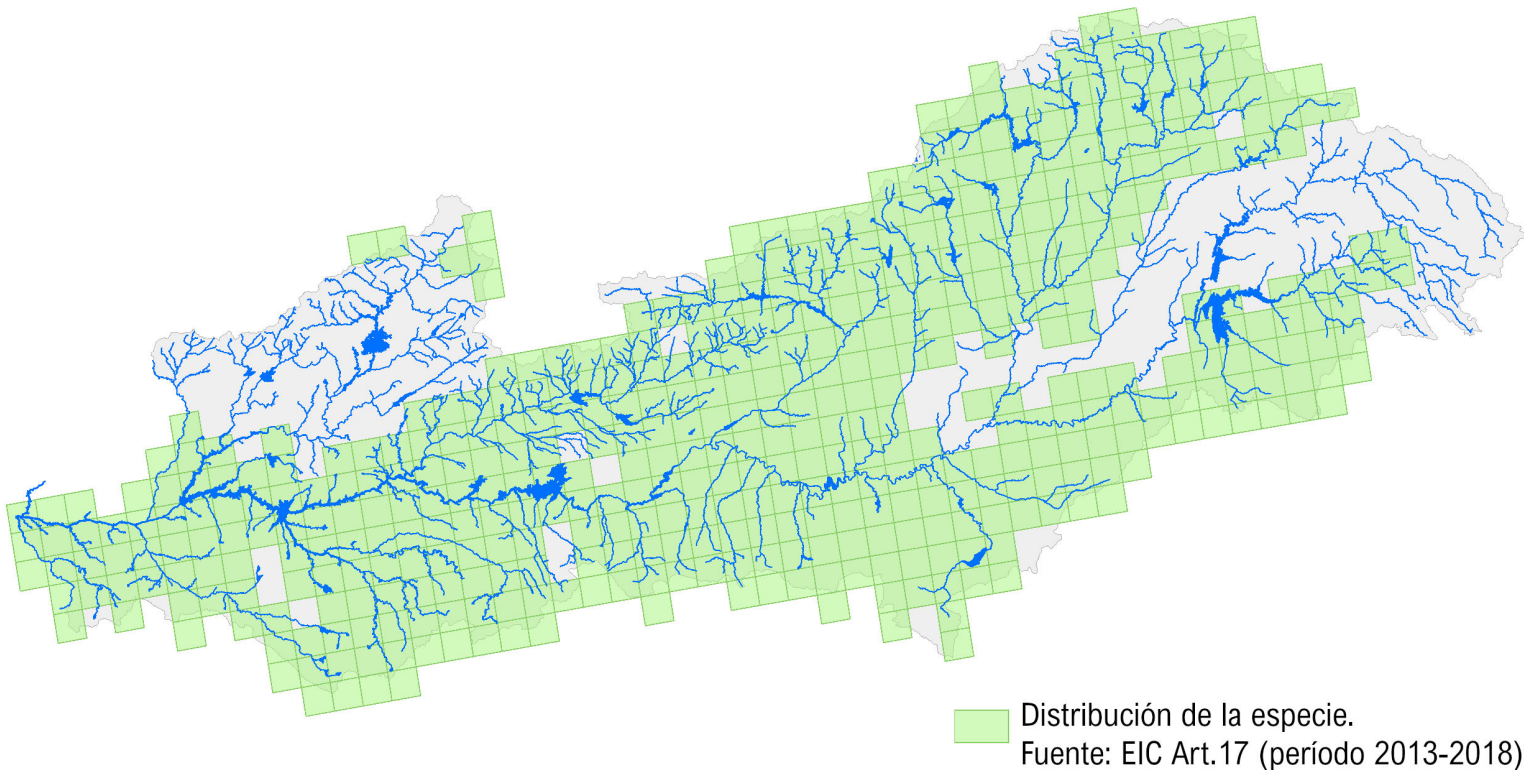 Distribución de la especie.
Fuente: EIC Art.17 (período 2013-2018)